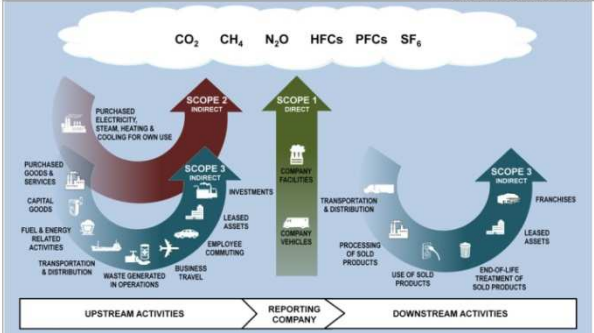 CO₂ CH₄ N₂O HFCs PFCs SF₆
SCOPE 2
INDIRECT
SCOPE 1
DIRECT
PURCHASED
ELECTRICITY,
STEAM, HEATING &
COOLING FOR OWN USE
PURCHASED
GOODS &
SERVICES
CAPITAL
GOODS
FUEL & ENERGY
RELATED
ACTIVITIES
TRANSPORTATION
& DISTRIBUTION
WASTE GENERATED
IN OPERATIONS
BUSINESS
TRAVEL
EMPLOYEE
COMMUTING
LEASED
ASSETS
INVESTMENTS
SCOPE 3
INDIRECT
COMPANY
FACILITIES
COMPANY
VEHICLES
SCOPE 3
INDIRECT
TRANSPORTATION
& DISTRIBUTION
PROCESSING
OF SOLD
PRODUCTS
USE OF SOLD
PRODUCTS
END-OF-LIFE
TREATMENT OF
SOLD PRODUCTS
LEASED
ASSETS
FRANCHISES
UPSTREAM ACTIVITIES
REPORTING
COMPANY
DOWNSTREAM ACTIVITIES